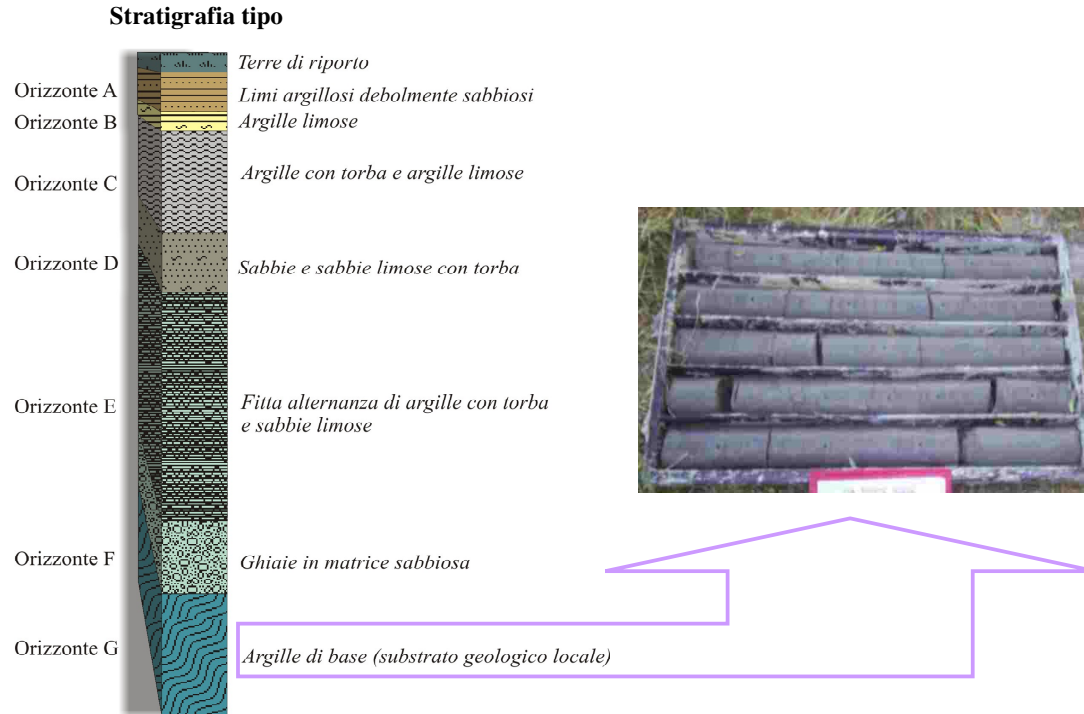 Stratigrafia tipo
Terre di riporto
Orizzonte A
Limi argillosi debolmente sabbiosi
Orizzonte B
Argille limose
Orizzonte C
Argille con torba e argille limose
Orizzonte D
Sabbie e sabbie limose con torba
Orizzonte E
Fitta alternanza di argille con torba
e sabbie limose
Orizzonte F
Ghiaie in matrice sabbiosa
Orizzonte G
Argille di base (substrato geologico locale)